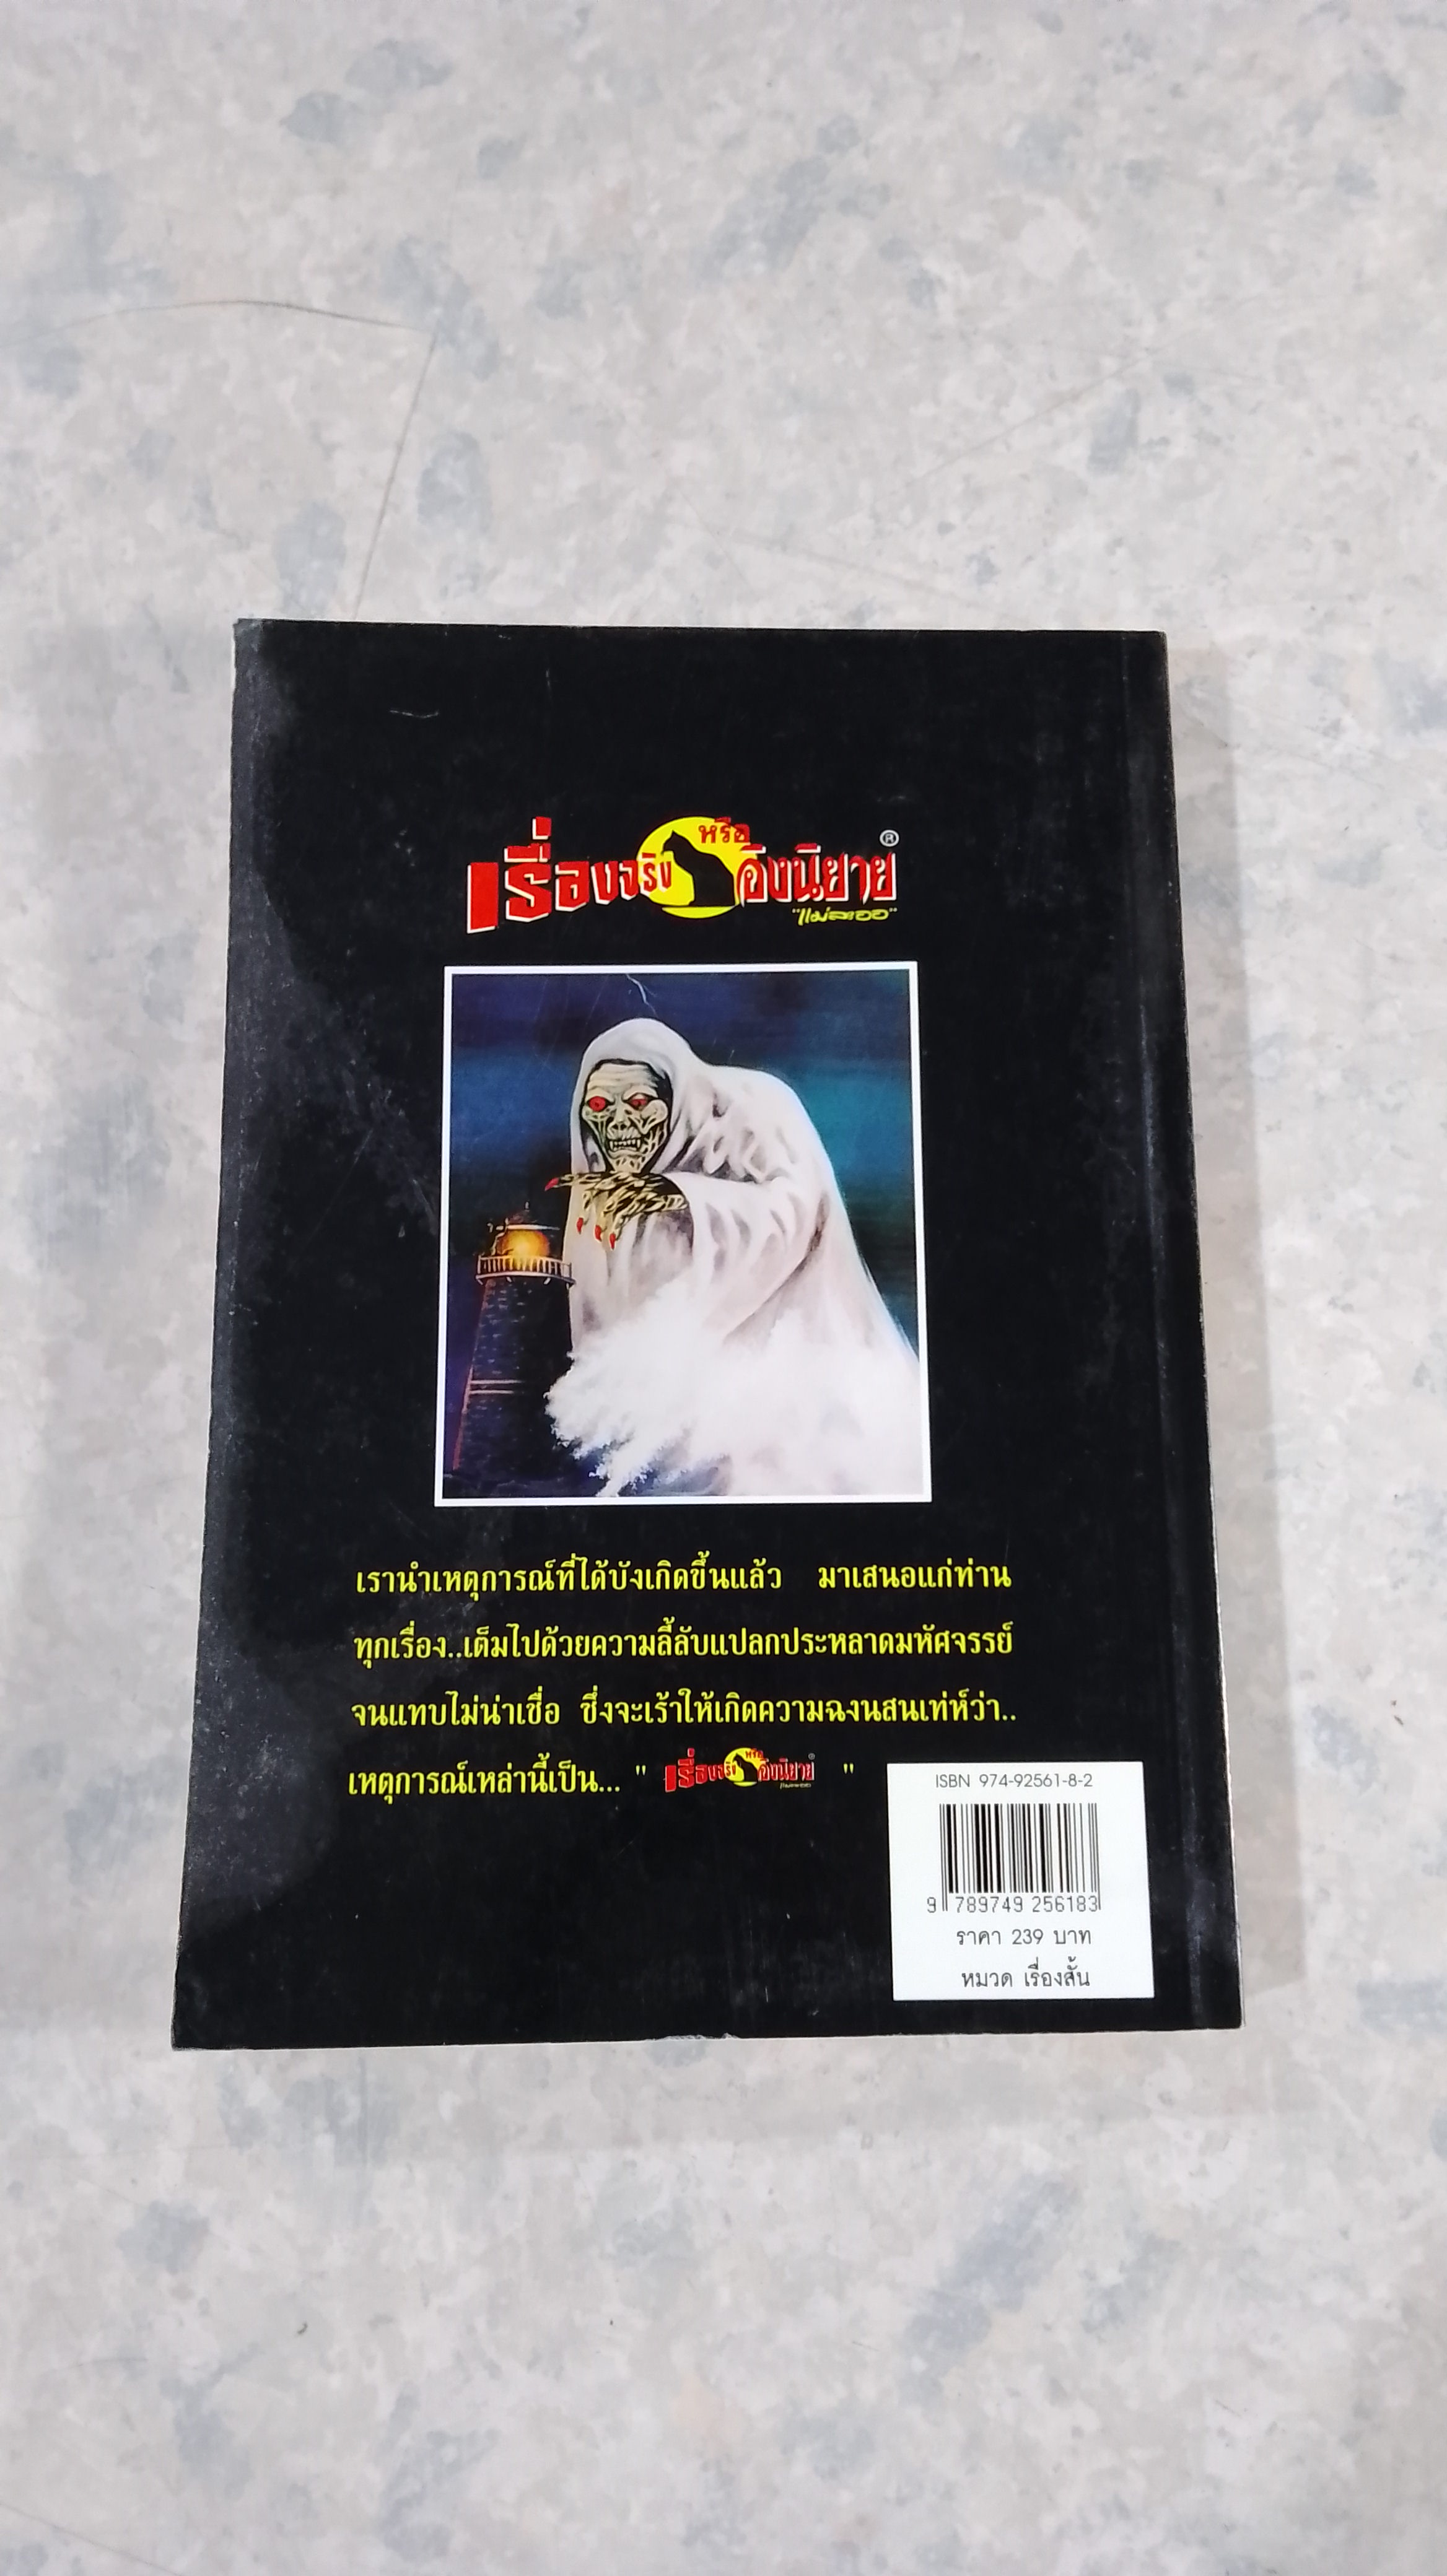 เรื่องจริง หรือ อิงนิยาย ®
"แม่ละออ"
เรานำเหตุการณ์ที่ได้บังเกิดขึ้นแล้ว มาเสนอแก่ท่าน
ทุกเรื่อง..เต็มไปด้วยความลี้ลับแปลกประหลาดมหัศจรรย์
จนแทบไม่น่าเชื่อ ซึ่งจะเร้าให้เกิดความฉงนสนเท่ห์ว่า..
เหตุการณ์เหล่านี้เป็น... " เรื่องจริง หรือ อิงนิยาย "
ISBN 974-92561-8-2
9 789749 256183
ราคา 239 บาท
หมวด เรื่องสั้น